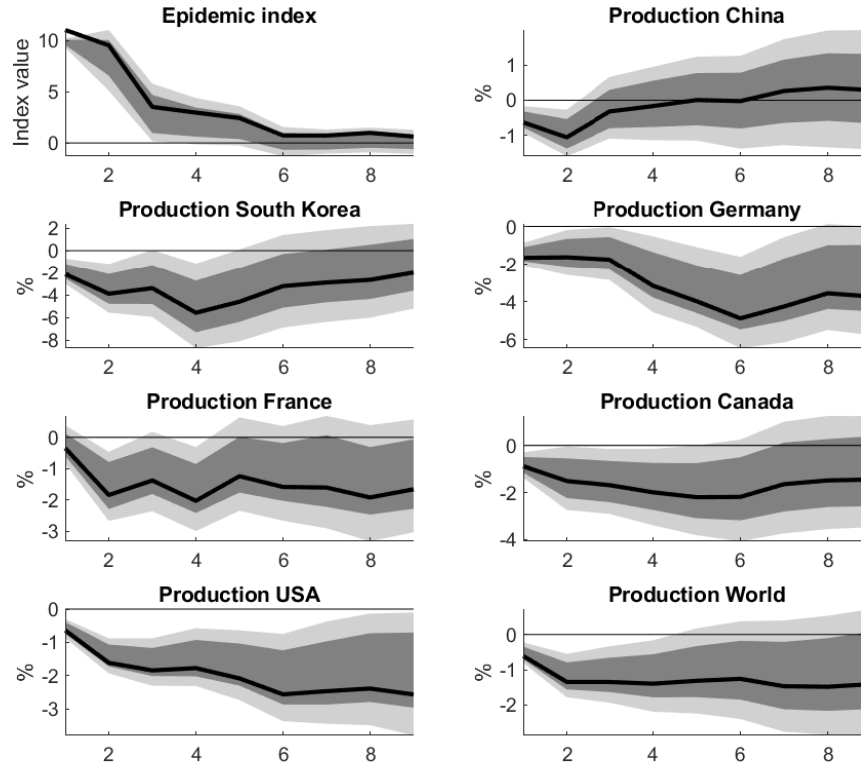 Epidemic index
Index value
10
5
0
2 4 6 8
Production China
%
1
0
-1
2 4 6 8
Production South Korea
%
2
0
-2
-4
-6
-8
2 4 6 8
Production Germany
%
0
-2
-4
-6
2 4 6 8
Production France
%
0
-1
-2
-3
2 4 6 8
Production Canada
%
0
-2
-4
2 4 6 8
Production USA
%
0
-1
-2
-3
2 4 6 8
Production World
%
0
-1
-2
2 4 6 8